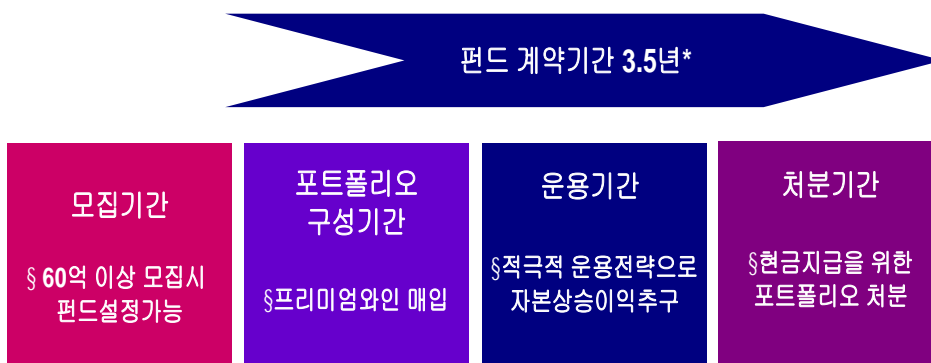 펀드 계약기간 3.5년*
모집기간
§ 60억 이상 모집시
펀드설정가능
포트폴리오
구성기간
§프리미엄와인 매입
운용기간
§적극적 운용전략으로
자본상승이익추구
처분기간
§현금지급을 위한
포트폴리오 처분